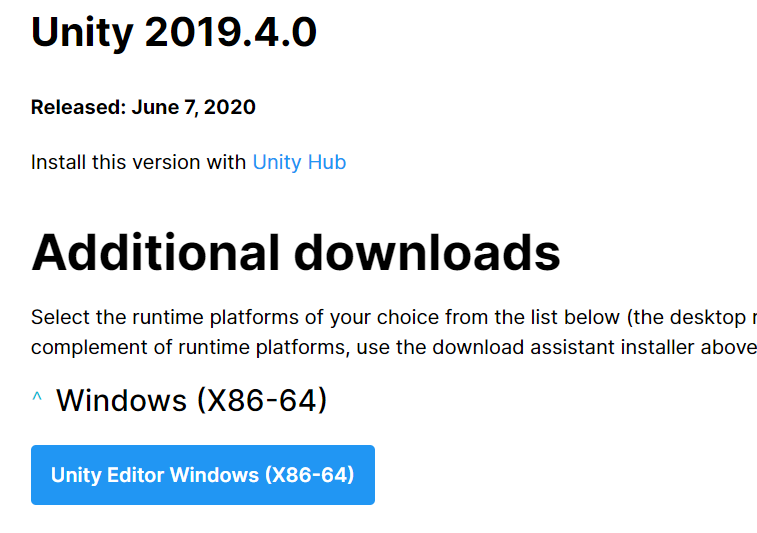 Unity 2019.4.0
Released: June 7, 2020
Install this version with Unity Hub
Additional downloads
Select the runtime platforms of your choice from the list below (the desktop
complement of runtime platforms, use the download assistant installer above
^ Windows (X86-64)
Unity Editor Windows (X86-64)